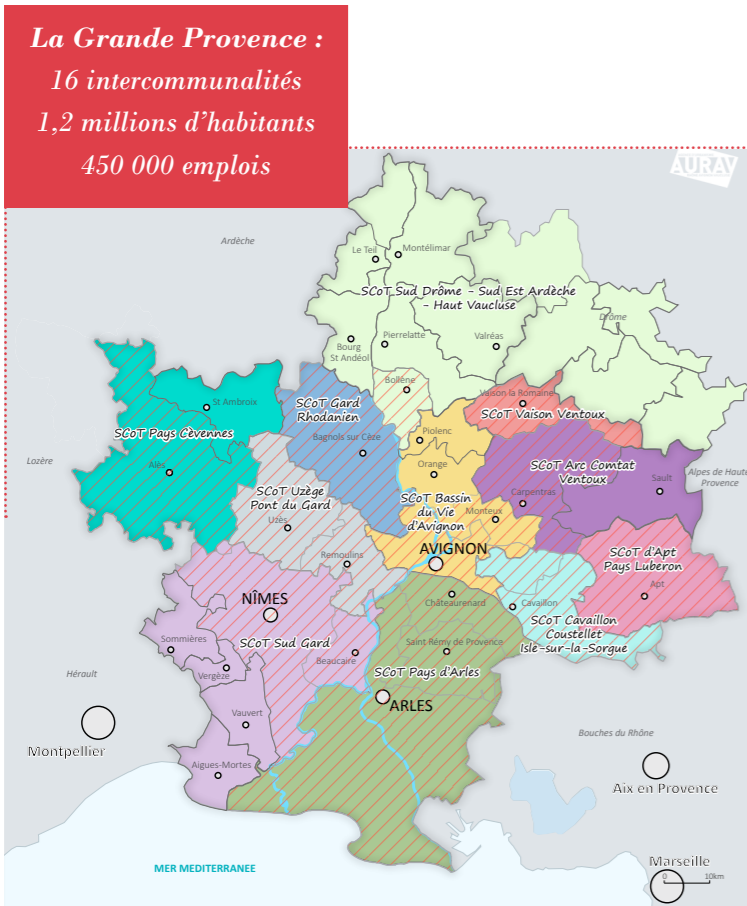 La Grande Provence :
16 intercommunalités
1,2 millions d'habitants
450 000 emplois
AURAV
Ardèche
Le Teil
Montélimar
SCoT Sud Drôme - Sud Est Ardèche
- Haut Vaucluse
Drôme
Bourg
St Andéol
Pierrelatte
Valréas
Bollène
St Ambroix
SCoT Gard
Rhodanien
Vaison la Romaine
SCoT Vaison Ventoux
SCoT Pays Cévennes
Bagnols sur Cèze
Piolenc
Orange
Lozère
Alès
SCoT Arc Comtat
Ventoux
Sault
Alpes de Haute
Provence
SCoT Uzège
Pont du Gard
Uzès
SCoT Bassin
du Vie
d'Avignon
Carpentras
Monteux
AVIGNON
Remoulins
SCoT d'Apt
Pays Luberon
Apt
Châteaurenard
Cavaillon
SCoT Cavaillon
Coustellet
Isle-sur-la-Sorgue
NÎMES
SCoT Sud Gard
Sommières
Vergèze
Beaucaire
Saint Rémy de Provence
SCoT Pays d'Arles
ARLES
Hérault
Vauvert
Montpellier
Aigues-Mortes
Bouches du Rhône
Aix en Provence
MER MEDITERRANEE
Marseille
0 10km